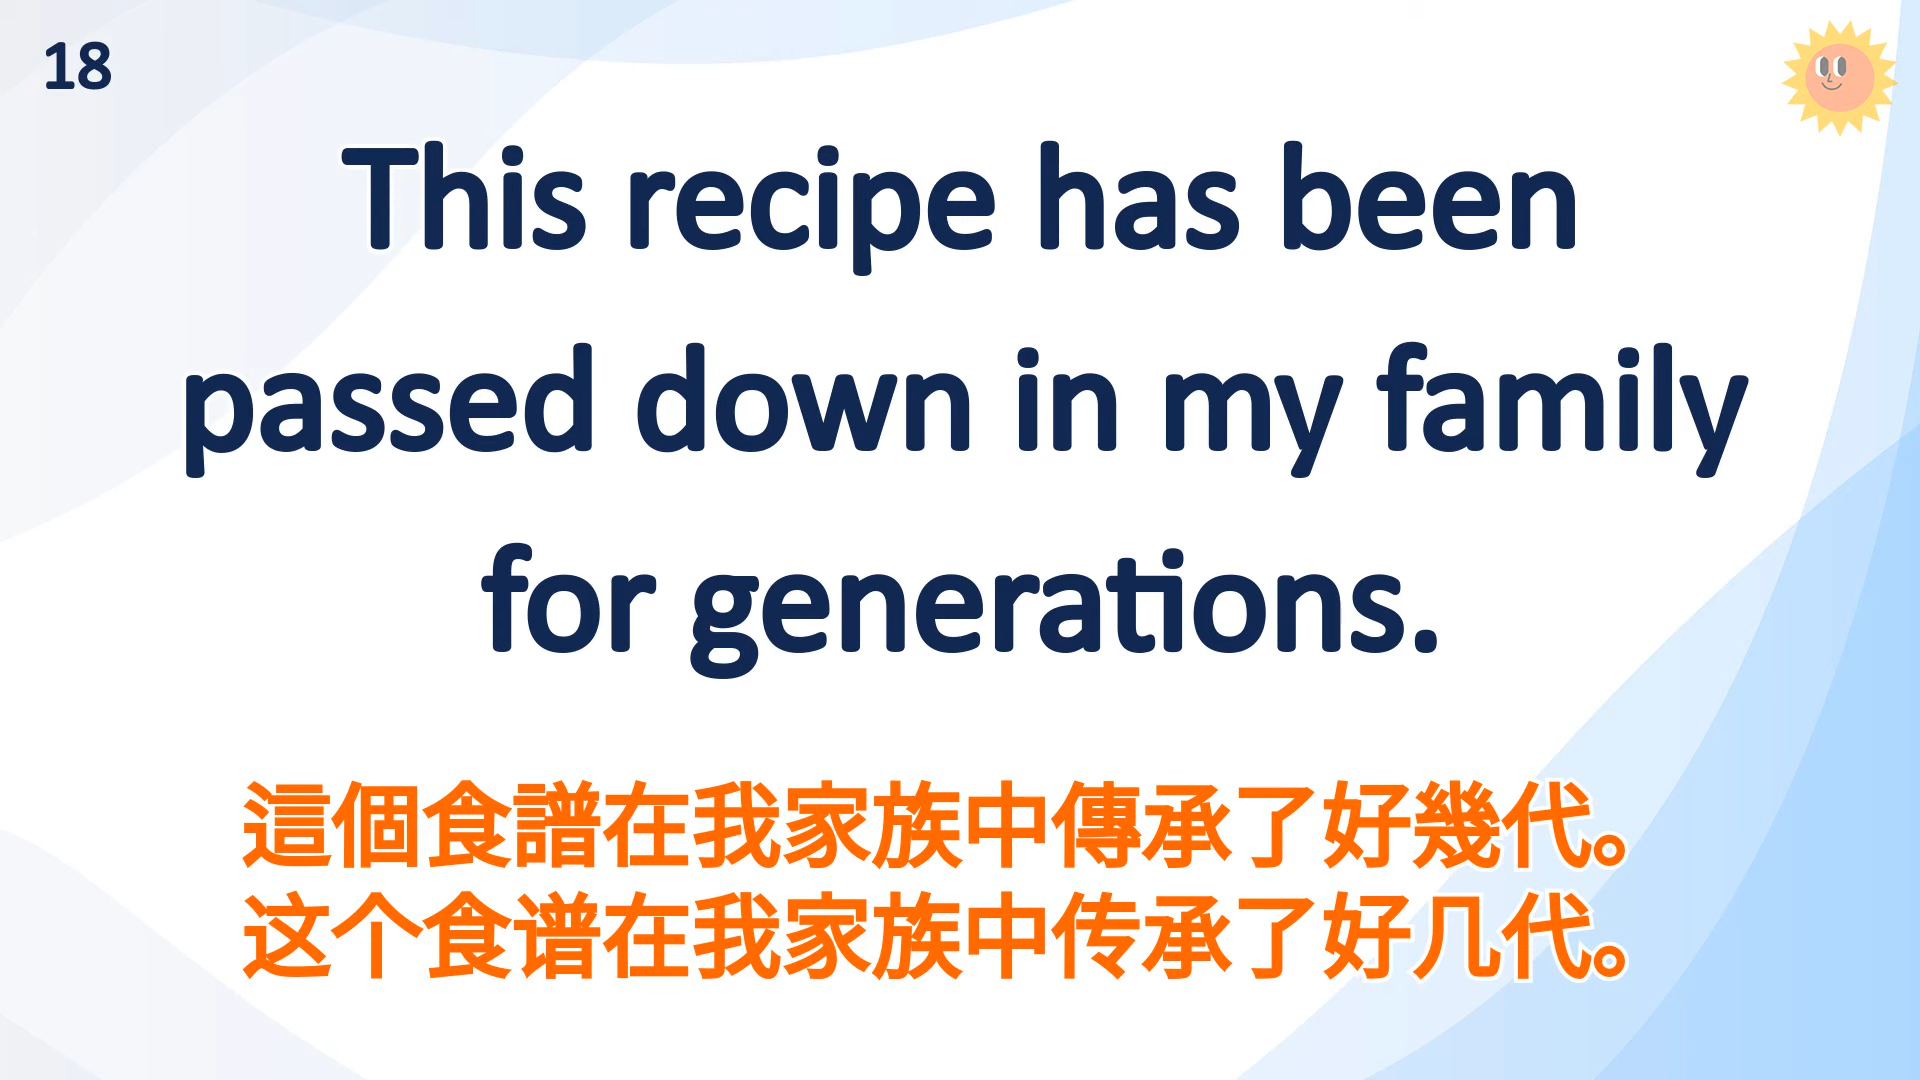 18
This recipe has been
passed down in my family
for generations.
這個食譜在我家族中傳承了好幾代。
这个食谱在我家族中传承了好几代。